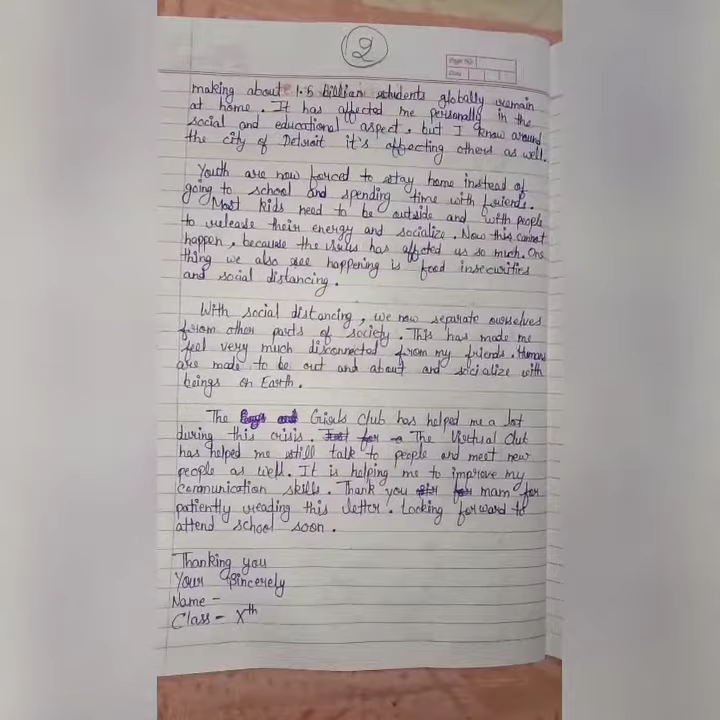 2
Page No.
Date
making about 1.5 billian students globally remain
at home. It has affected me personally in the
social and educational aspect, but I know around
the city of Detroit it's affecting others as well.
Youth are now forced to stay home instead of
going to school and spending time with friends.
Most kids need to be outside and with people
to release their energy and socialize. Now this cannot
happen, because the virus has affected us so much. One
thing we also see happening is food insecurities
and social distancing.
With social distancing, we now separate ourselves
from other parts of society. This has made me
feel very much disconnected from my friends. Humans
are made to be out and about and socialize with
beings on Earth.
The Girls Club has helped me a lot
during this crisis. The Virtual Club
has helped me still talk to people and meet new
people as well. It is helping me to improve my
communication skills. Thank you mam for
patiently reading this letter. Looking forward to
attend school soon.
Thanking you
Your Sincerely
Name -
Class - Xth